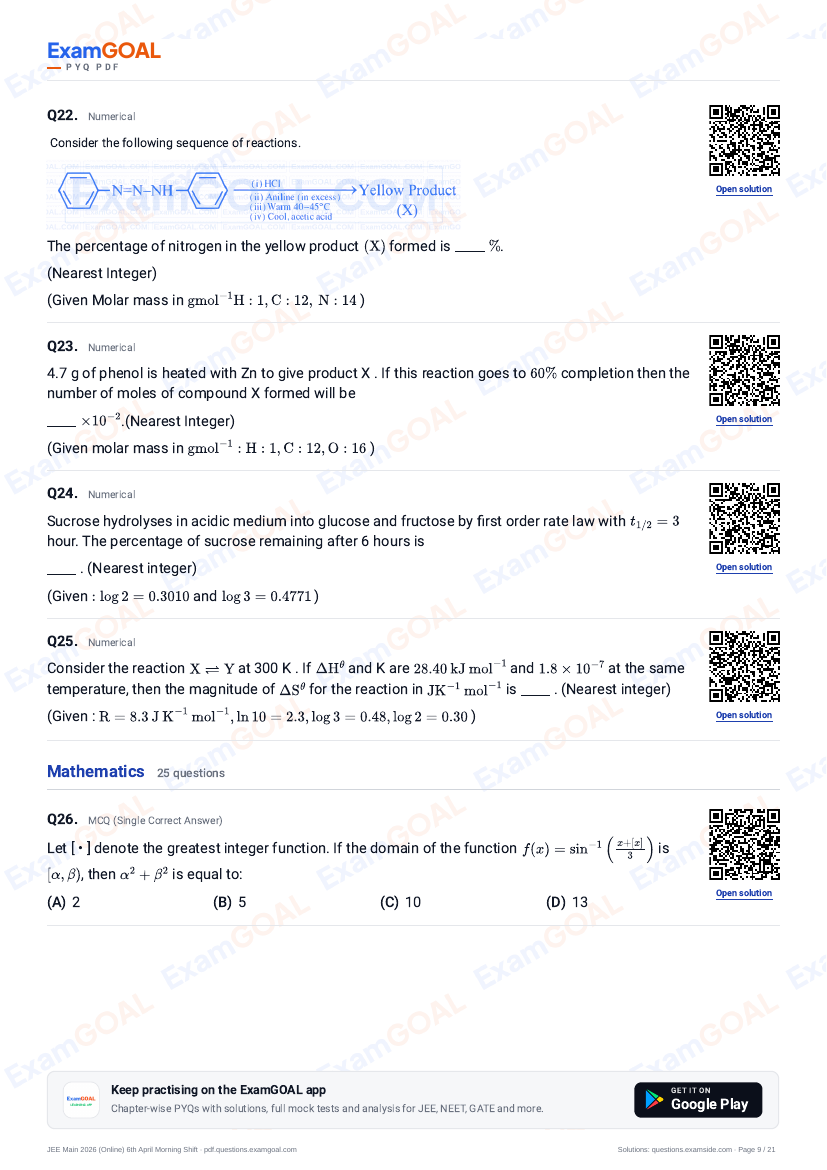 ExamGOAL
PYQ PDF
Q22. Numerical
Consider the following sequence of reactions.
N=N–NH
(i) HCl
(ii) Aniline (in excess)
(iii) Warm 40–45°C
(iv) Cool, acetic acid
Yellow Product
(X)
Open solution
The percentage of nitrogen in the yellow product (X) formed is ____ %.
(Nearest Integer)
(Given Molar mass in gmol⁻¹H : 1, C : 12, N : 14 )
Q23. Numerical
4.7 g of phenol is heated with Zn to give product X . If this reaction goes to 60% completion then the
number of moles of compound X formed will be
____ ×10⁻².(Nearest Integer)
(Given molar mass in gmol⁻¹ : H : 1, C : 12, O : 16 )
Open solution
Q24. Numerical
Sucrose hydrolyses in acidic medium into glucose and fructose by first order rate law with t₁/₂ = 3
hour. The percentage of sucrose remaining after 6 hours is
____ . (Nearest integer)
(Given : log 2 = 0.3010 and log 3 = 0.4771)
Open solution
Q25. Numerical
Consider the reaction X ⇌ Y at 300 K . If ΔH^θ and K are 28.40 kJ mol⁻¹ and 1.8 × 10⁻⁷ at the same
temperature, then the magnitude of ΔS^θ for the reaction in JK⁻¹ mol⁻¹ is ____ . (Nearest integer)
(Given : R = 8.3 J K⁻¹ mol⁻¹, ln 10 = 2.3, log 3 = 0.48, log 2 = 0.30 )
Open solution
Mathematics 25 questions
Q26. MCQ (Single Correct Answer)
Let [ • ] denote the greatest integer function. If the domain of the function f(x) = sin⁻¹ ((x+[x])/3) is
[α, β), then α² + β² is equal to:
(A) 2 (B) 5 (C) 10 (D) 13
Open solution
ExamGOAL
Keep practising on the ExamGOAL app
Chapter-wise PYQs with solutions, full mock tests and analysis for JEE, NEET, GATE and more.
GET IT ON
Google Play
JEE Main 2026 (Online) 6th April Morning Shift · pdf.questions.examgoal.com
Solutions: questions.examside.com · Page 9 / 21